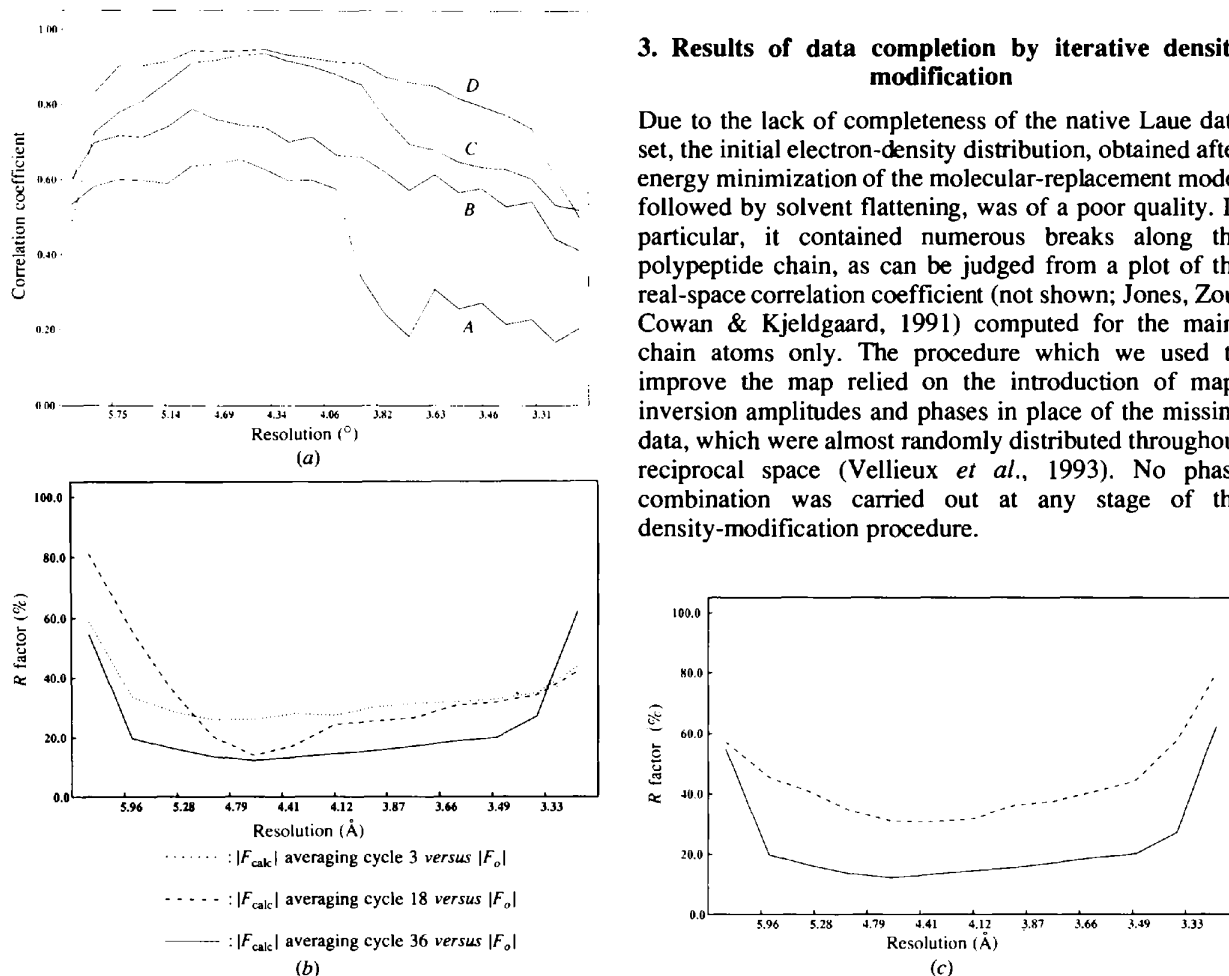 1.00
0.80
0.60
0.40
0.20
0.00
Correlation coefficient
D
C
B
A
5.75 5.14 4.69 4.34 4.06 3.82 3.63 3.46 3.31
Resolution (°)
(a)
100.0
80.0
60.0
40.0
20.0
0.0
R factor (%)
5.96 5.28 4.79 4.41 4.12 3.87 3.66 3.49 3.33
Resolution (Å)
: |Fcalc| averaging cycle 3 versus |Fo|
: |Fcalc| averaging cycle 18 versus |Fo|
: |Fcalc| averaging cycle 36 versus |Fo|
(b)
3. Results of data completion by iterative densit
modification
Due to the lack of completeness of the native Laue dat
set, the initial electron-density distribution, obtained afte
energy minimization of the molecular-replacement mode
followed by solvent flattening, was of a poor quality. I
particular, it contained numerous breaks along th
polypeptide chain, as can be judged from a plot of th
real-space correlation coefficient (not shown; Jones, Zou
Cowan & Kjeldgaard, 1991) computed for the main
chain atoms only. The procedure which we used t
improve the map relied on the introduction of map
inversion amplitudes and phases in place of the missin
data, which were almost randomly distributed throughou
reciprocal space (Vellieux et al., 1993). No phas
combination was carried out at any stage of th
density-modification procedure.
100.0
80.0
60.0
40.0
20.0
0.0
R factor (%)
5.96 5.28 4.79 4.41 4.12 3.87 3.66 3.49 3.33
Resolution (Å)
(c)